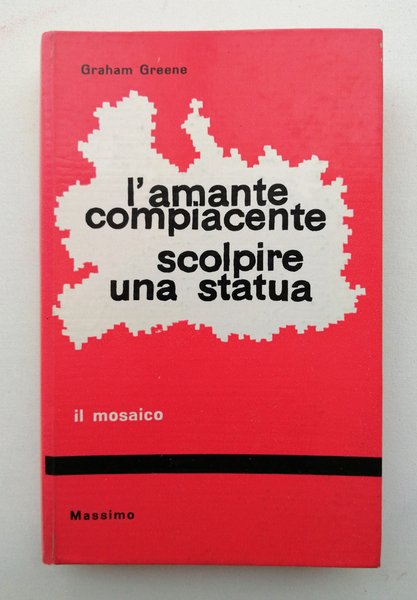 Graham Greene
l'amante
compiacente
scolpire
una statua
il mosaico
Massimo